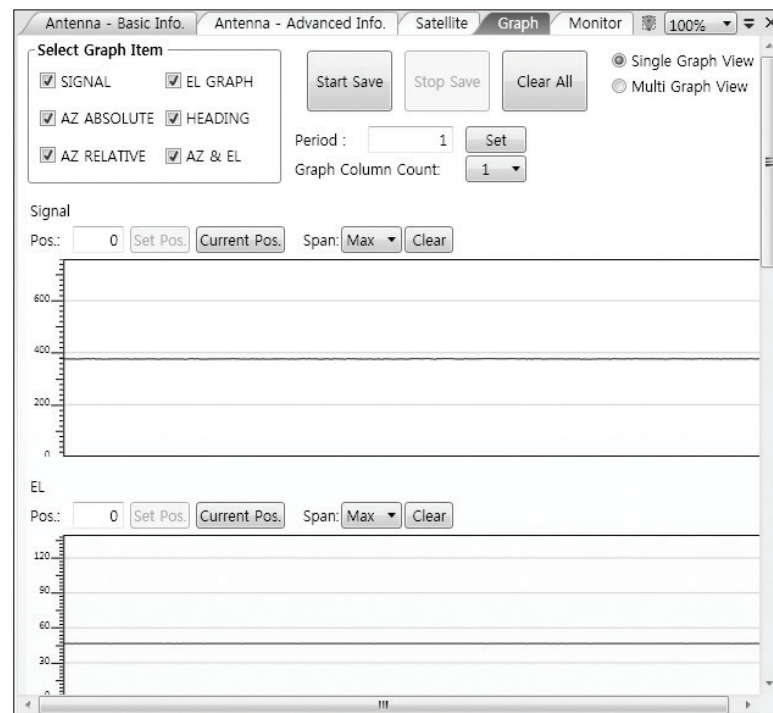 Antenna - Basic Info. Antenna - Advanced Info. Satellite Graph Monitor 100%
Select Graph Item
SIGNAL EL GRAPH
AZ ABSOLUTE HEADING
AZ RELATIVE AZ & EL
Start Save Stop Save Clear All
Single Graph View
Multi Graph View
Period : 1 Set
Graph Column Count: 1
Signal
Pos.: 0 Set Pos. Current Pos. Span: Max Clear
600
400
200
0
EL
Pos.: 0 Set Pos. Current Pos. Span: Max Clear
120
90
60
30
0